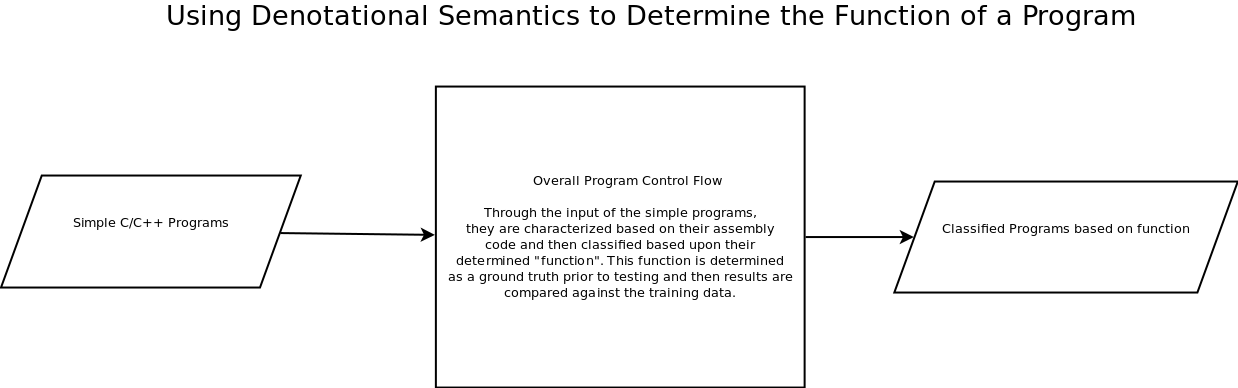 Using Denotational Semantics to Determine the Function of a Program
Simple C/C++ Programs
Overall Program Control Flow
Through the input of the simple programs,
they are characterized based on their assembly
code and then classified based upon their
determined "function". This function is determined
as a ground truth prior to testing and then results are
compared against the training data.
Classified Programs based on function